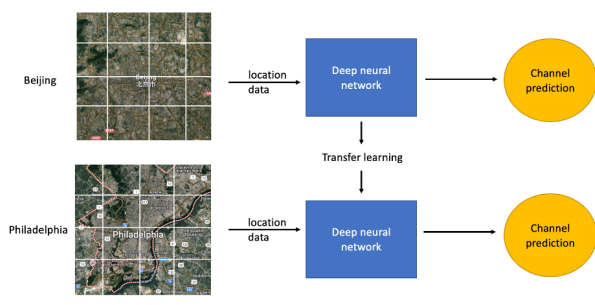 Beijing
Beijing
北京市
location
data
Deep neural
network
Channel
prediction
Transfer learning
Philadelphia
Philadelphia
location
data
Deep neural
network
Channel
prediction